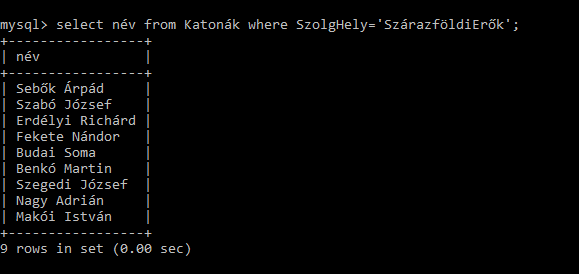 mysql> select név from Katonák where SzolgHely='SzárazföldiErők';
+-----------------+
| név             |
+-----------------+
| Sebők Árpád     |
| Szabó József    |
| Erdélyi Richárd |
| Fekete Nándor   |
| Budai Soma      |
| Benkó Martin    |
| Szegedi József  |
| Nagy Adrián     |
| Makói István    |
+-----------------+
9 rows in set (0.00 sec)